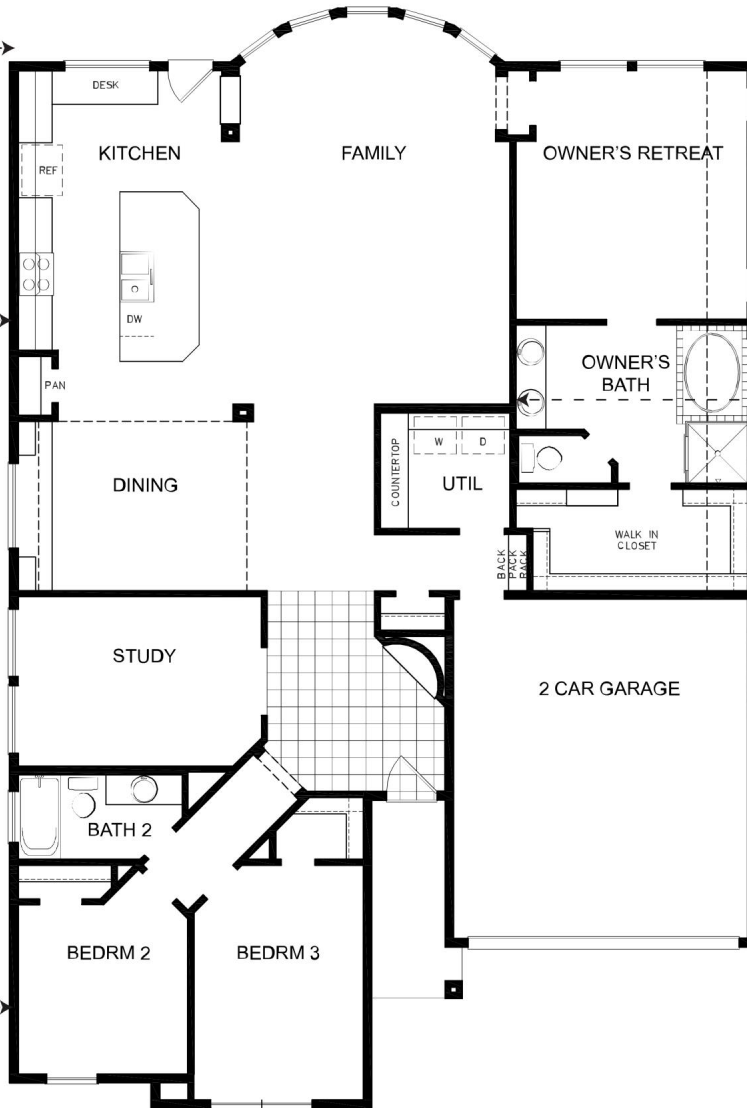 DESK
KITCHEN
FAMILY
OWNER'S RETREAT
REF
DW
OWNER'S
BATH
PAN
W
D
COUNTERTOP
UTIL
DINING
WALK IN
CLOSET
BACK
PACK
RACK
STUDY
2 CAR GARAGE
BATH 2
BEDRM 2
BEDRM 3